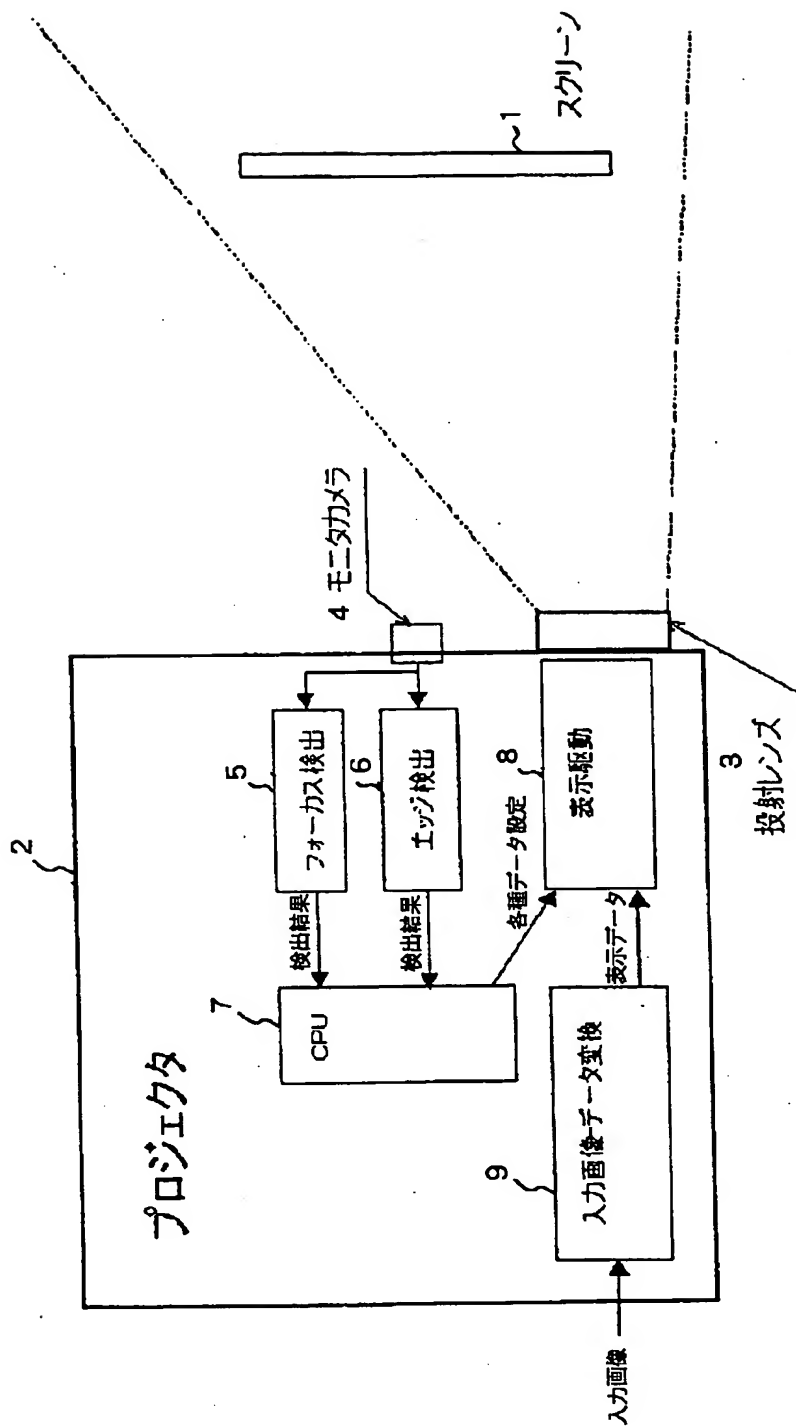 プロジェクタ
2
4 モニタカメラ
スクリーン
1
5
フォーカス検出
6
エッジ検出
検出結果
検出結果
7
CPU
各種データ設定
8
表示駆動
3
投射レンズ
表示データ
9
入力画像データ変換
入力画像